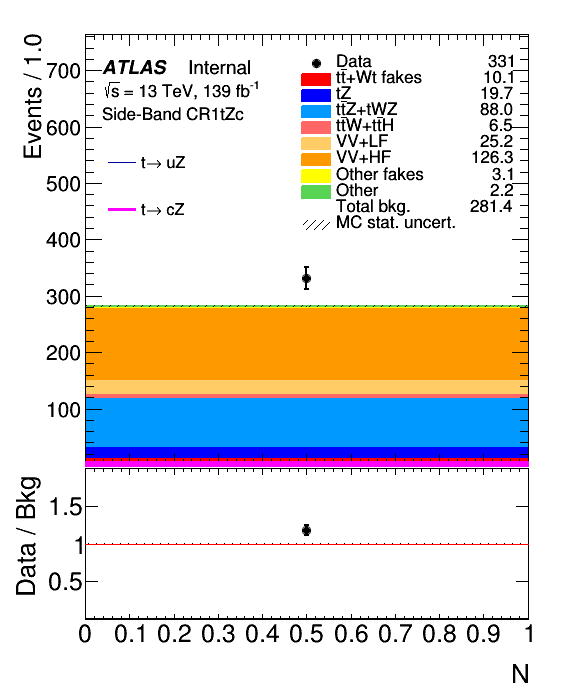 Events / 1.0
700
600
500
400
300
200
100
ATLAS Internal
√s = 13 TeV, 139 fb⁻¹
Side-Band CR1tZc
t→ uZ
t→ cZ
Data 331
tt̄+Wt fakes 10.1
tZ 19.7
tt̄Z+tWZ 88.0
tt̄W+tt̄H 6.5
VV+LF 25.2
VV+HF 126.3
Other fakes 3.1
Other 2.2
Total bkg. 281.4
MC stat. uncert.
Data / Bkg
1.5
1
0.5
0 0.1 0.2 0.3 0.4 0.5 0.6 0.7 0.8 0.9 1
N